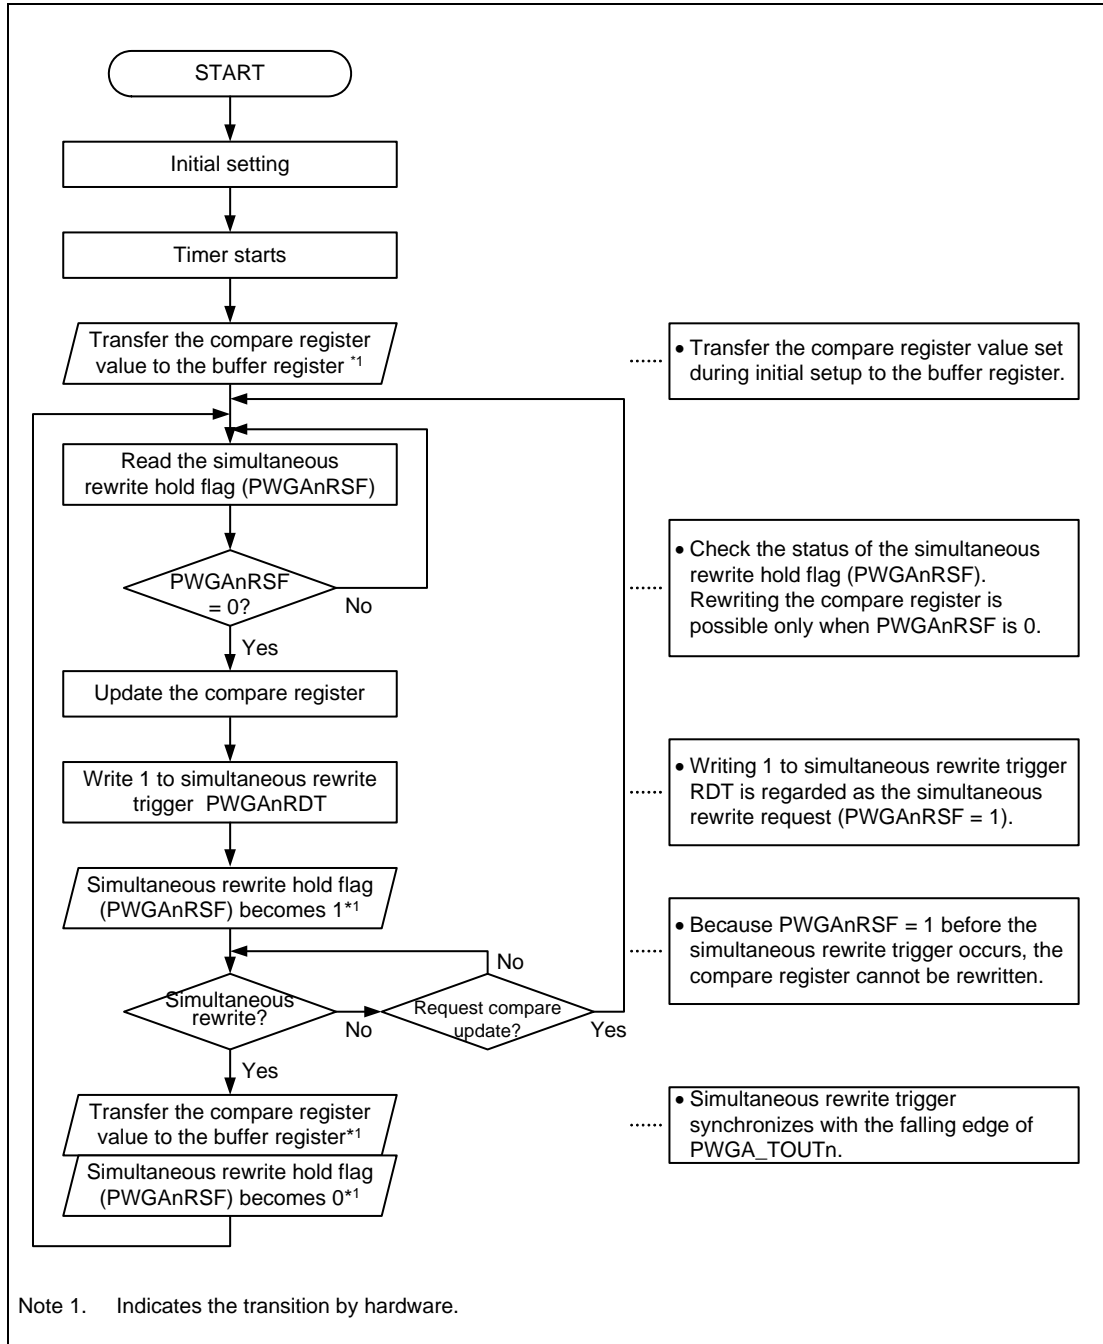 START
Initial setting
Timer starts
Transfer the compare register
value to the buffer register *1
• Transfer the compare register value set
during initial setup to the buffer register.
Read the simultaneous
rewrite hold flag (PWGAnRSF)
PWGAnRSF
= 0?
No
Yes
• Check the status of the simultaneous
rewrite hold flag (PWGAnRSF).
Rewriting the compare register is
possible only when PWGAnRSF is 0.
Update the compare register
Write 1 to simultaneous rewrite
trigger PWGAnRDT
• Writing 1 to simultaneous rewrite trigger
RDT is regarded as the simultaneous
rewrite request (PWGAnRSF = 1).
Simultaneous rewrite hold flag
(PWGAnRSF) becomes 1*1
• Because PWGAnRSF = 1 before the
simultaneous rewrite trigger occurs, the
compare register cannot be rewritten.
Simultaneous
rewrite?
No
Yes
Request compare
update?
No
Yes
Transfer the compare register
value to the buffer register*1
Simultaneous rewrite hold flag
(PWGAnRSF) becomes 0*1
• Simultaneous rewrite trigger
synchronizes with the falling edge of
PWGA_TOUTn.
Note 1. Indicates the transition by hardware.